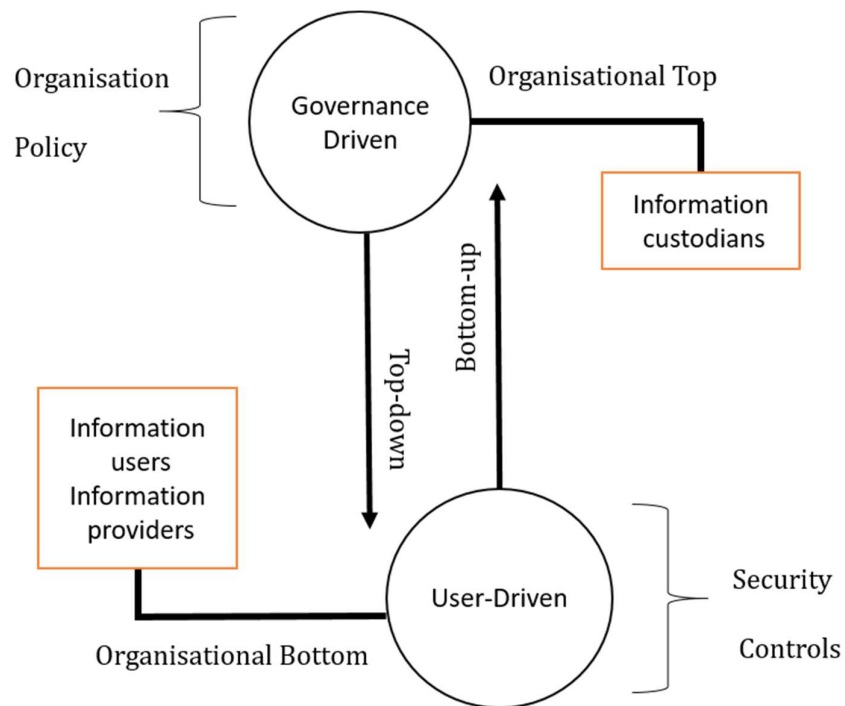 Organisation
Policy
Governance
Driven
Organisational Top
Information
custodians
Top-down
Bottom-up
Information
users
Information
providers
Organisational Bottom
User-Driven
Security
Controls